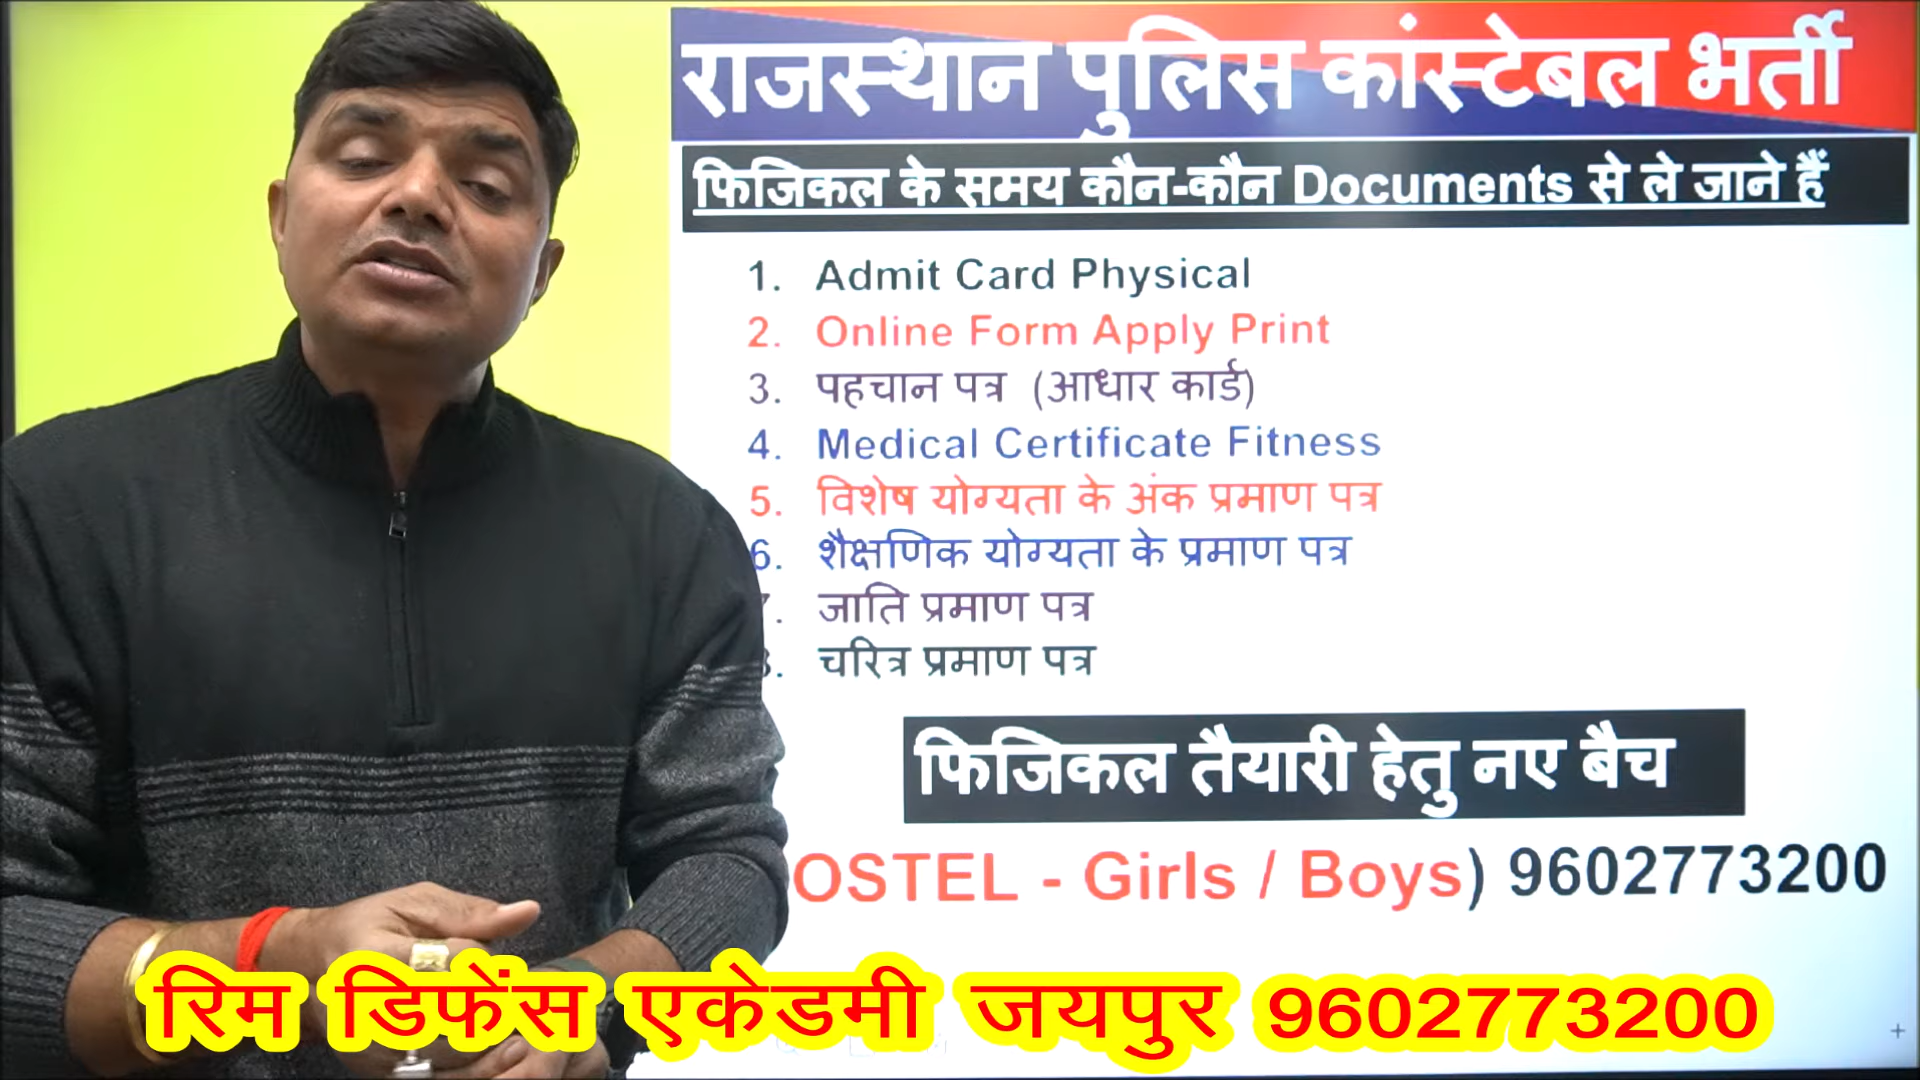 राजस्थान पुलिस कांस्टेबल भर्ती
फिजिकल के समय कौन-कौन Documents से ले जाने हैं
1. Admit Card Physical
2. Online Form Apply Print
3. पहचान पत्र (आधार कार्ड)
4. Medical Certificate Fitness
5. विशेष योग्यता के अंक प्रमाण पत्र
6. शैक्षणिक योग्यता के प्रमाण पत्र
जाति प्रमाण पत्र
चरित्र प्रमाण पत्र
फिजिकल तैयारी हेतु नए बैच
OSTEL - Girls / Boys) 9602773200
रिम डिफेंस एकेडमी जयपुर 9602773200